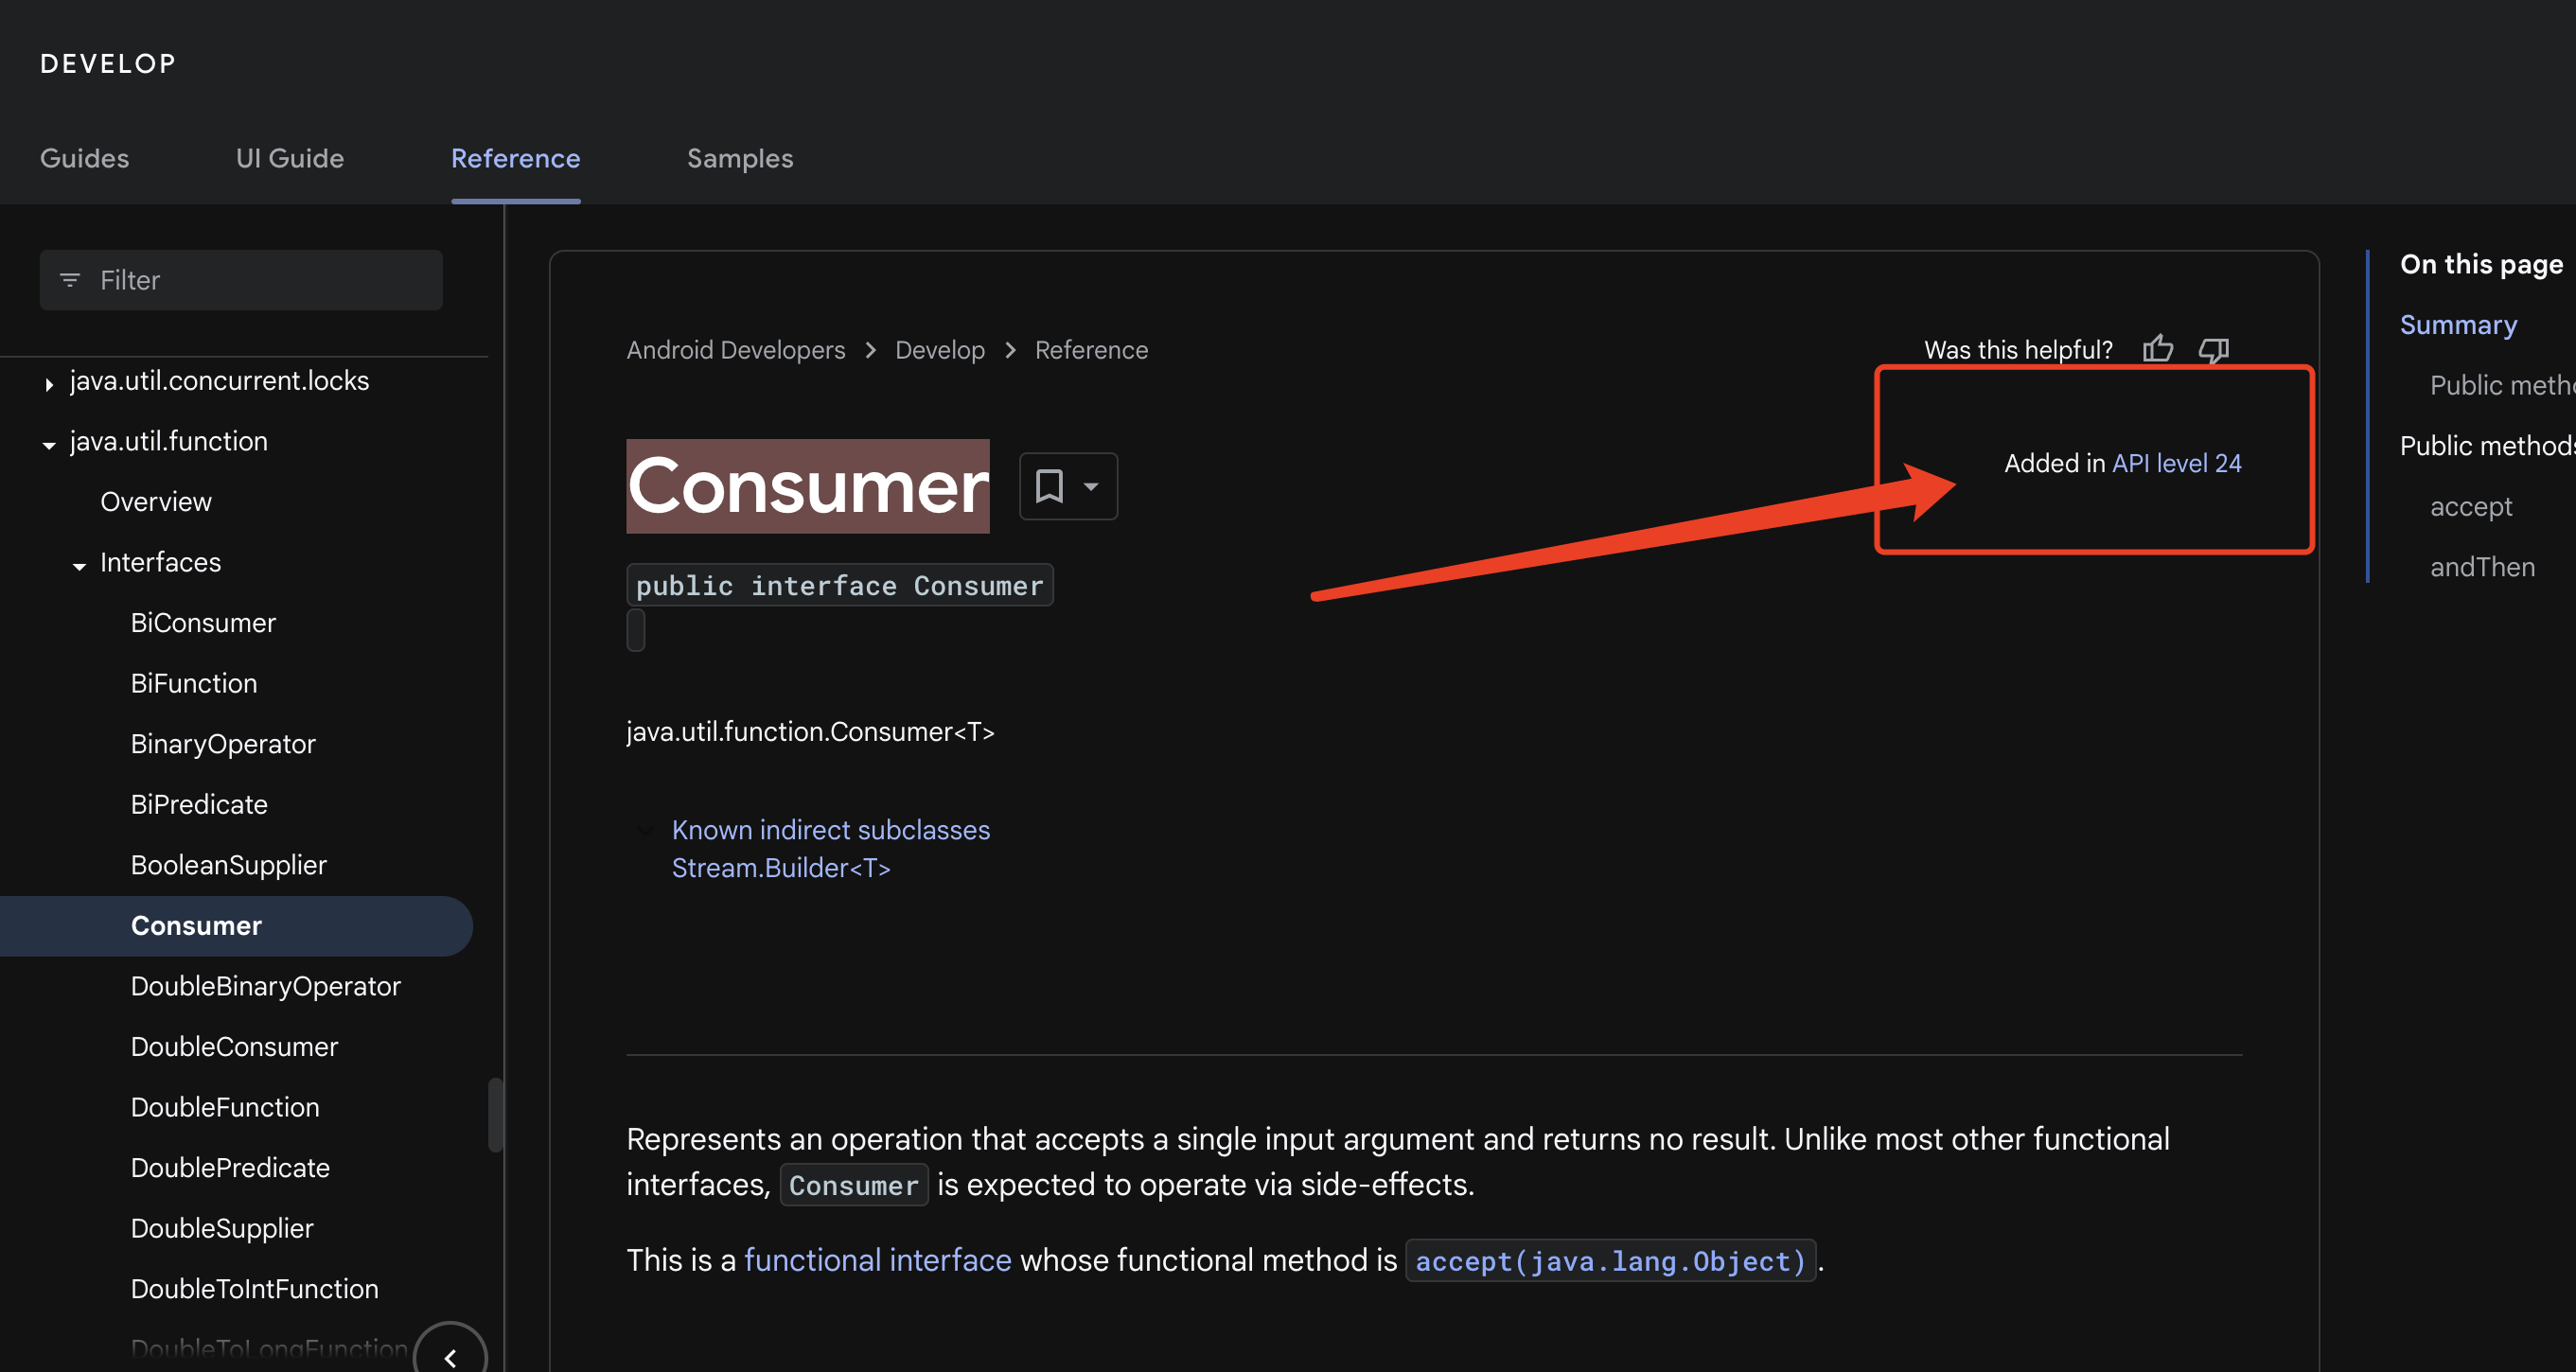 DEVELOP
Guides UI Guide Reference Samples
Filter
java.util.concurrent.locks
java.util.function
Overview
Interfaces
BiConsumer
BiFunction
BinaryOperator
BiPredicate
BooleanSupplier
Consumer
DoubleBinaryOperator
DoubleConsumer
DoubleFunction
DoublePredicate
DoubleSupplier
DoubleToIntFunction
DoubleToLongFunction
Android Developers Develop Reference
Was this helpful?
Added in API level 24
Consumer
public interface Consumer
java.util.function.Consumer<T>
Known indirect subclasses
Stream.Builder<T>
Represents an operation that accepts a single input argument and returns no result. Unlike most other functional
interfaces, Consumer is expected to operate via side-effects.
This is a functional interface whose functional method is accept(java.lang.Object).
On this page
Summary
Public
Public methods
accept
andThen